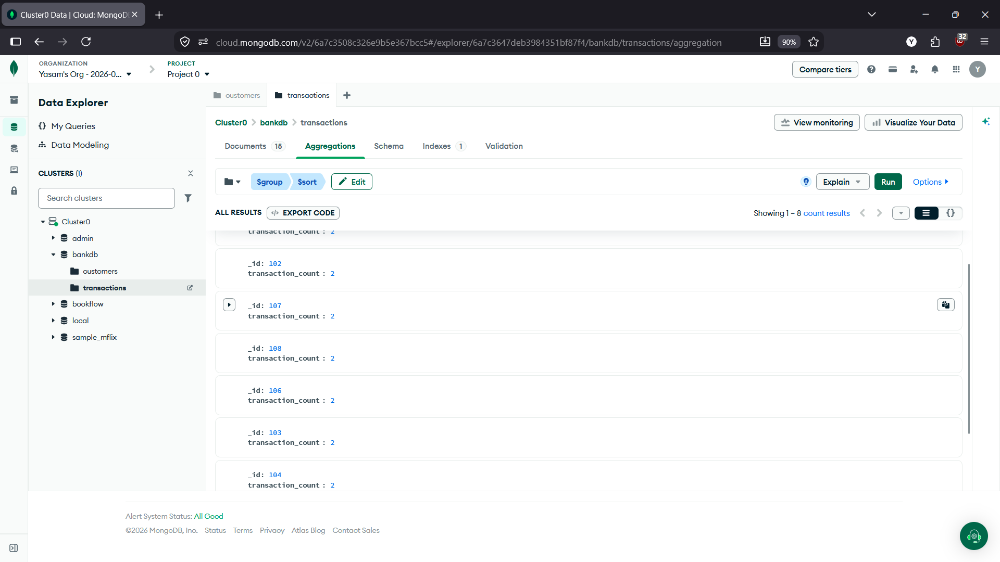 Cluster0 Data | Cloud: MongoD
cloud.mongodb.com/v2/6a7c3508c326e9b5e367bcc5#/explorer/6a7c3647deb3984351bf87f4/bankdb/transactions/aggregation
90%
Y
32
ORGANIZATION
Yasam's Org - 2026-0...
PROJECT
Project 0
Compare tiers
Y
Data Explorer
My Queries
Data Modeling
CLUSTERS (1)
Search clusters
Cluster0
admin
bankdb
customers
transactions
bookflow
local
sample_mflix
customers
transactions
Cluster0 > bankdb > transactions
View monitoring
Visualize Your Data
Documents 15
Aggregations
Schema
Indexes 1
Validation
$group
$sort
Edit
Explain
Run
Options
ALL RESULTS
EXPORT CODE
Showing 1 – 8 count results
transaction_count : 2
_id: 102
transaction_count : 2
_id: 107
transaction_count : 2
_id: 108
transaction_count : 2
_id: 106
transaction_count : 2
_id: 103
transaction_count : 2
_id: 104
transaction_count : 2
Alert System Status: All Good
©2026 MongoDB, Inc. Status Terms Privacy Atlas Blog Contact Sales